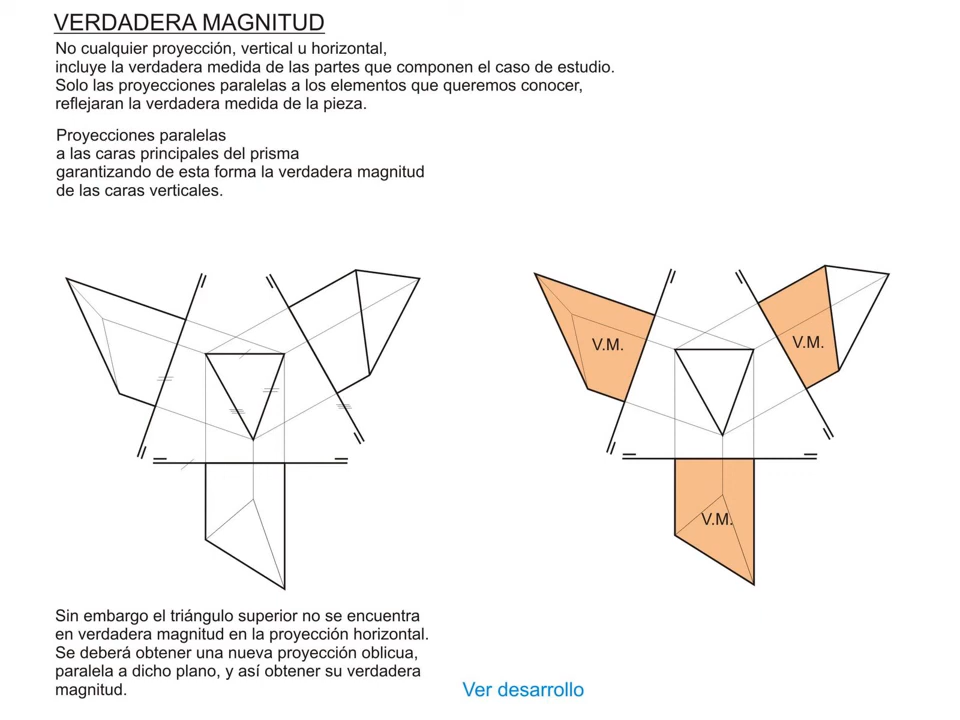 VERDADERA MAGNITUD
No cualquier proyección, vertical u horizontal,
incluye la verdadera medida de las partes que componen el caso de estudio.
Solo las proyecciones paralelas a los elementos que queremos conocer,
reflejaran la verdadera medida de la pieza.
Proyecciones paralelas
a las caras principales del prisma
garantizando de esta forma la verdadera magnitud
de las caras verticales.
V.M.
V.M.
V.M.
Sin embargo el triángulo superior no se encuentra
en verdadera magnitud en la proyección horizontal.
Se deberá obtener una nueva proyección oblicua,
paralela a dicho plano, y así obtener su verdadera
magnitud.
Ver desarrollo